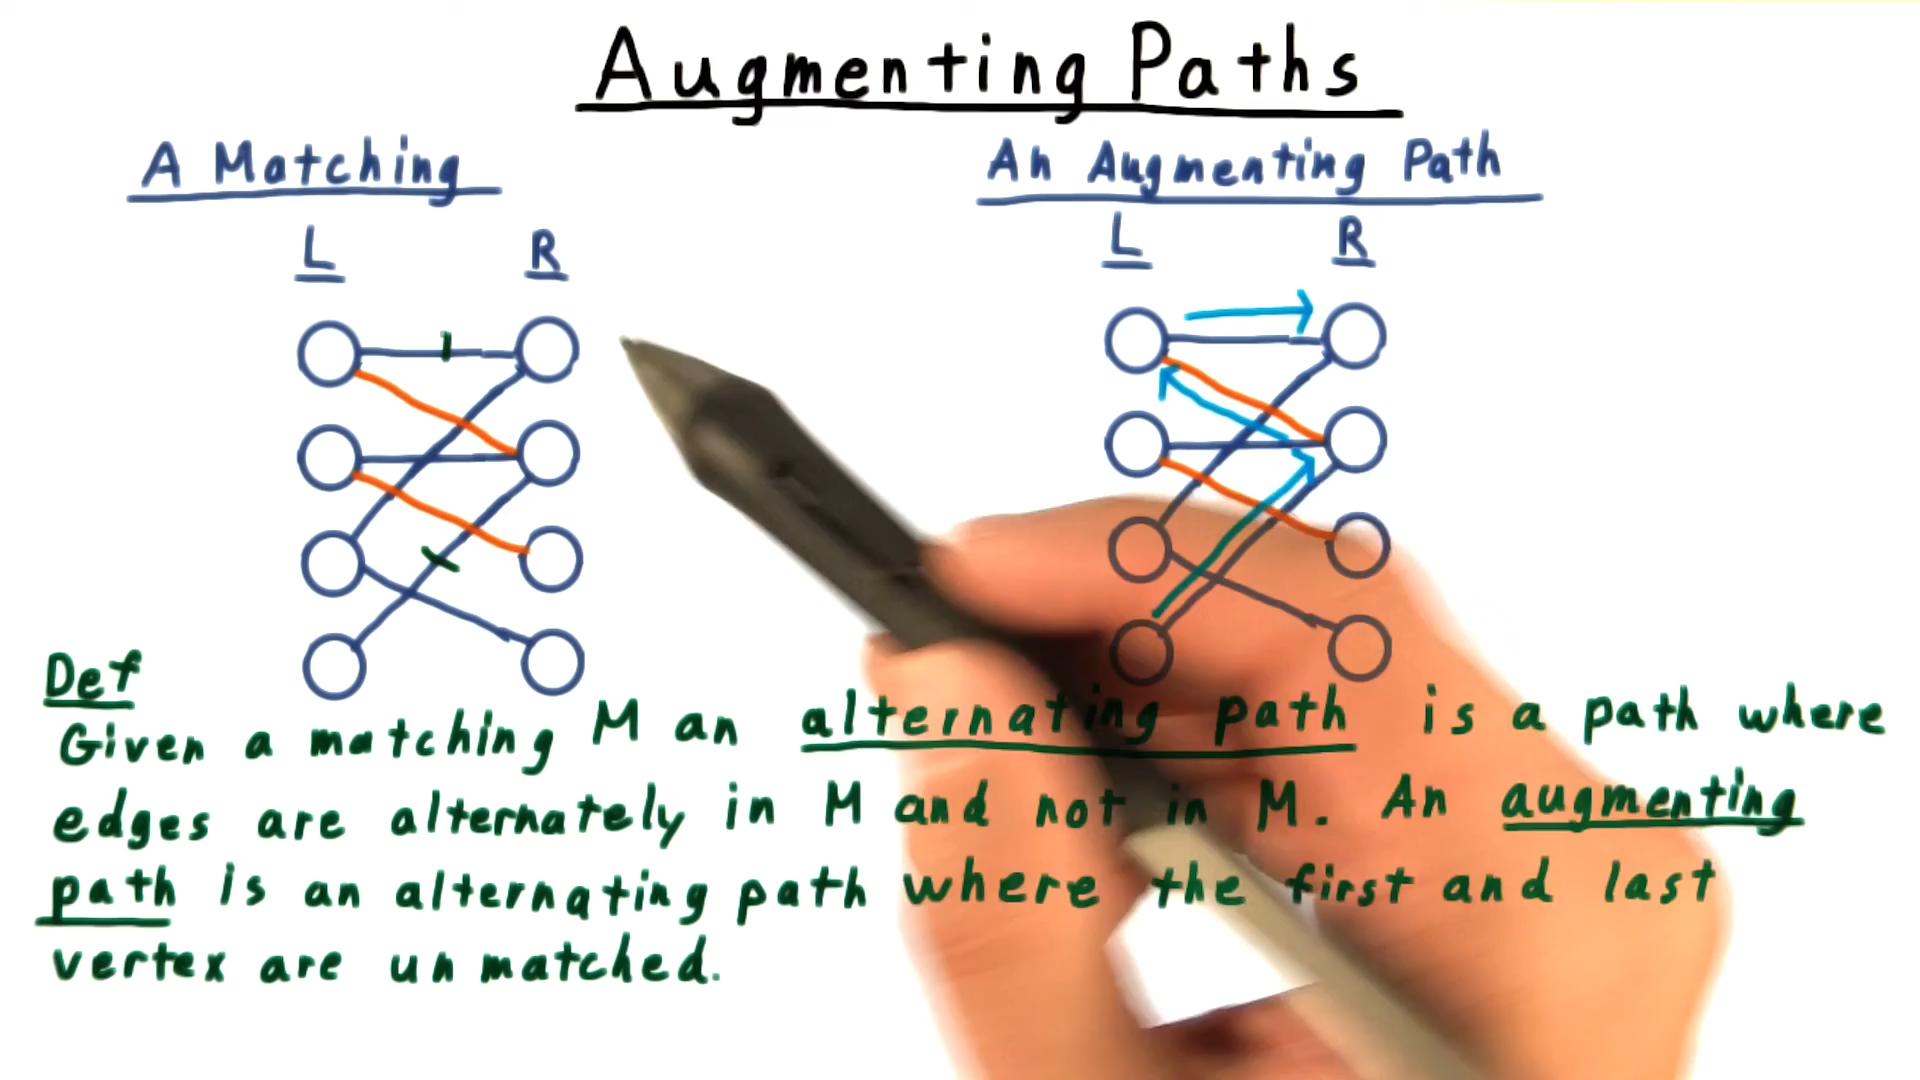 Augmenting Paths
A Matching
L R
An Augmenting Path
L R
Def
Given a matching M an alternating path is a path where
edges are alternately in M and not in M. An augmenting
path is an alternating path where the first and last
vertex are unmatched.